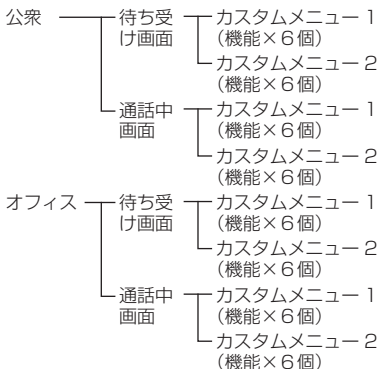 公衆
待ち受け画面
カスタムメニュー1
(機能×6個)
カスタムメニュー2
(機能×6個)
通話中画面
カスタムメニュー1
(機能×6個)
カスタムメニュー2
(機能×6個)
オフィス
待ち受け画面
カスタムメニュー1
(機能×6個)
カスタムメニュー2
(機能×6個)
通話中画面
カスタムメニュー1
(機能×6個)
カスタムメニュー2
(機能×6個)